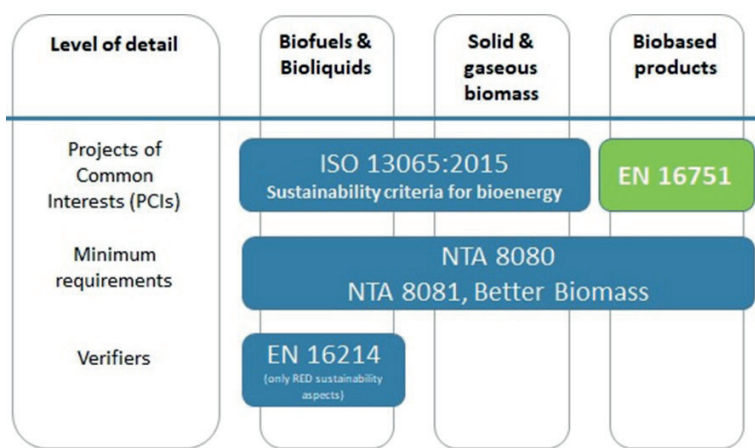 Level of detail
Biofuels &
Bioliquids
Solid &
gaseous
biomass
Biobased
products
Projects of
Common
Interests (PCIs)
ISO 13065:2015
Sustainability criteria for bioenergy
EN 16751
Minimum
requirements
NTA 8080
NTA 8081, Better Biomass
Verifiers
EN 16214
(only RED sustainability
aspects)